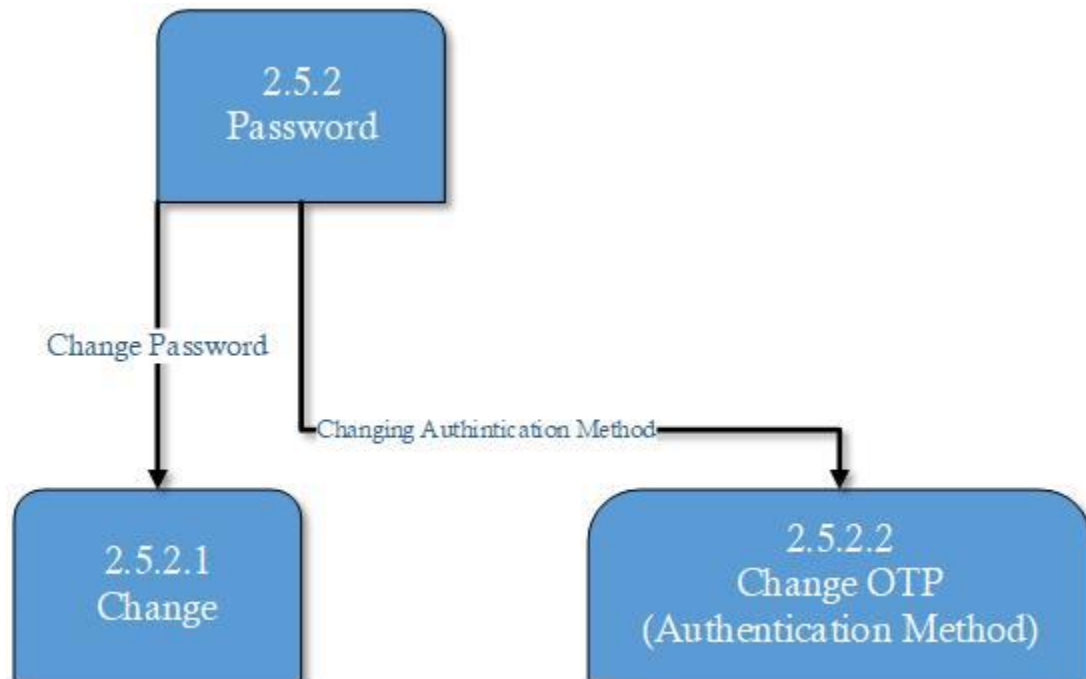 2.5.2
Password
Change Password
Changing Authintication Method
2.5.2.1
Change
2.5.2.2
Change OTP
(Authentication Method)